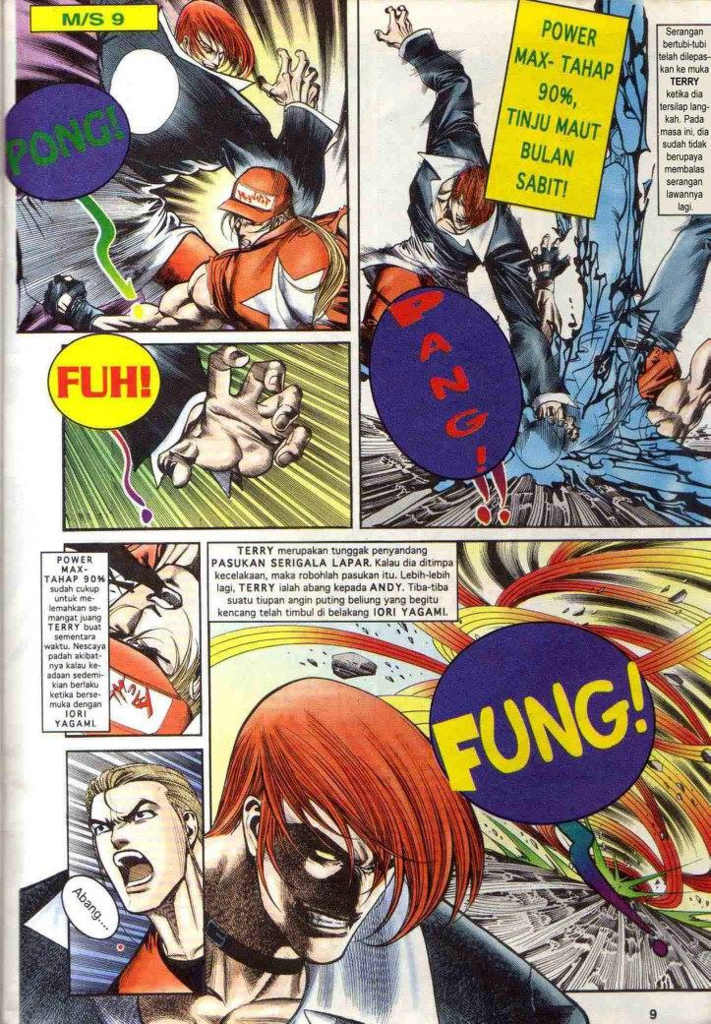 M/S 9
PONG!
POWER
MAX- TAHAP
90%,
TINJU MAUT
BULAN
SABIT!
Serangan
bertubi-tubi
telah dilepas-
kan ke muka
TERRY
ketika dia
tersilap lang-
kah. Pada
masa ini, dia
sudah tidak
berupaya
membalas
serangan
lawannya
lagi.
PANG!
FUH!
POWER
MAX-
TAHAP 90%
sudah cukup
untuk me-
lemahkan se-
mangat juang
TERRY buat
sementara
waktu. Nescaya
padah akibat-
nya kalau ke-
adaan sedemi-
kian berlaku
ketika berse-
muka dengan
IORI
YAGAMI.
TERRY merupakan tunggak penyandang
PASUKAN SERIGALA LAPAR. Kalau dia ditimpa
kecelakaan, maka robohlah pasukan itu. Lebih-lebih
lagi, TERRY ialah abang kepada ANDY. Tiba-tiba
suatu tiupan angin puting beliung yang begitu
kencang telah timbul di belakang IORI YAGAMI.
FUNG!
Abang....
9